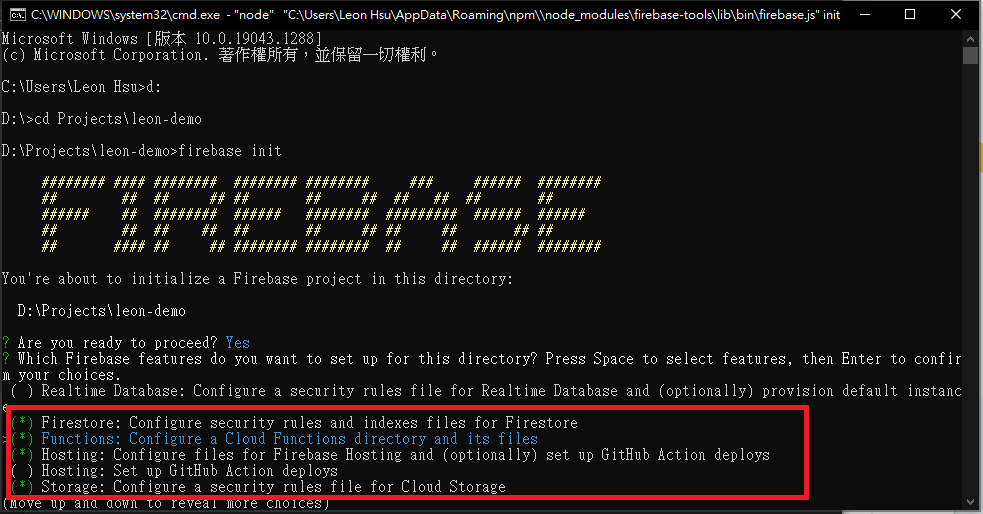 C:\WINDOWS\system32\cmd.exe - "node" "C:\Users\Leon Hsu\AppData\Roaming\npm\\node_modules\firebase-tools\lib\bin\firebase.js" init
Microsoft Windows [版本 10.0.19043.1288]
(c) Microsoft Corporation. 著作權所有，並保留一切權利。
C:\Users\Leon Hsu>d:
D:\>cd Projects\leon-demo
D:\Projects\leon-demo>firebase init
FIREBASE
You're about to initialize a Firebase project in this directory:
D:\Projects\leon-demo
? Are you ready to proceed? Yes
? Which Firebase features do you want to set up for this directory? Press Space to select features, then Enter to confir
m your choices.
( ) Realtime Database: Configure a security rules file for Realtime Database and (optionally) provision default instanc
e
(*) Firestore: Configure security rules and indexes files for Firestore
>(*) Functions: Configure a Cloud Functions directory and its files
(*) Hosting: Configure files for Firebase Hosting and (optionally) set up GitHub Action deploys
( ) Hosting: Set up GitHub Action deploys
(*) Storage: Configure a security rules file for Cloud Storage
(Move up and down to reveal more choices)